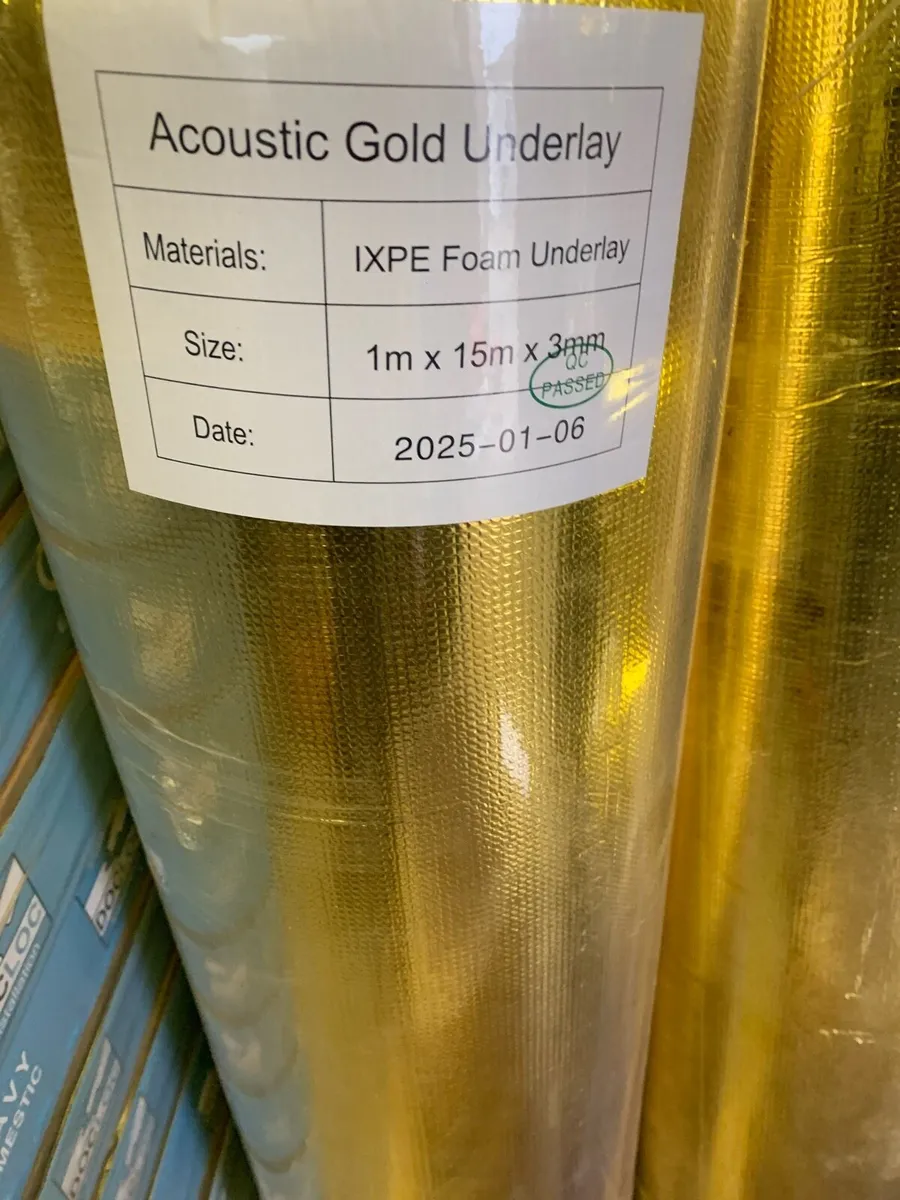 Acoustic Gold Underlay
Materials: IXPE Foam Underlay
Size: 1m x 15m x 3mm
QC
PASSED
Date: 2025-01-06